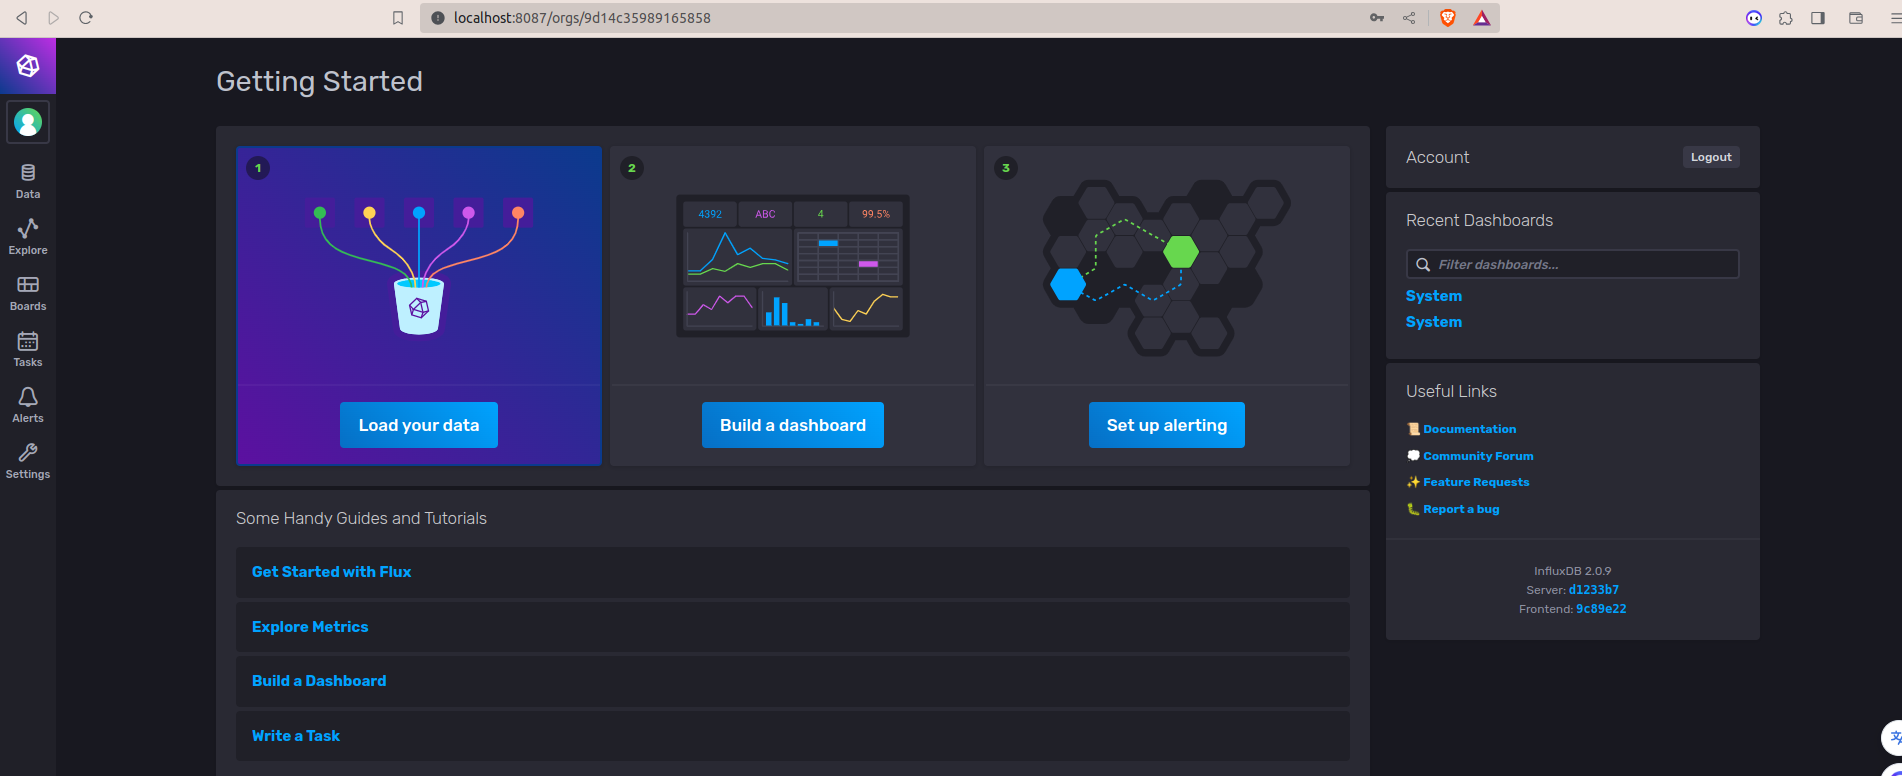 localhost:8087/orgs/9d14c35989165858
Getting Started
Data
Explore
Boards
Tasks
Alerts
Settings
1
Load your data
2
4392 ABC 4 99.5%
Build a dashboard
3
Set up alerting
Some Handy Guides and Tutorials
Get Started with Flux
Explore Metrics
Build a Dashboard
Write a Task
Account Logout
Recent Dashboards
Filter dashboards...
System
System
Useful Links
Documentation
Community Forum
Feature Requests
Report a bug
InfluxDB 2.0.9
Server: d1233b7
Frontend: 9c89e22